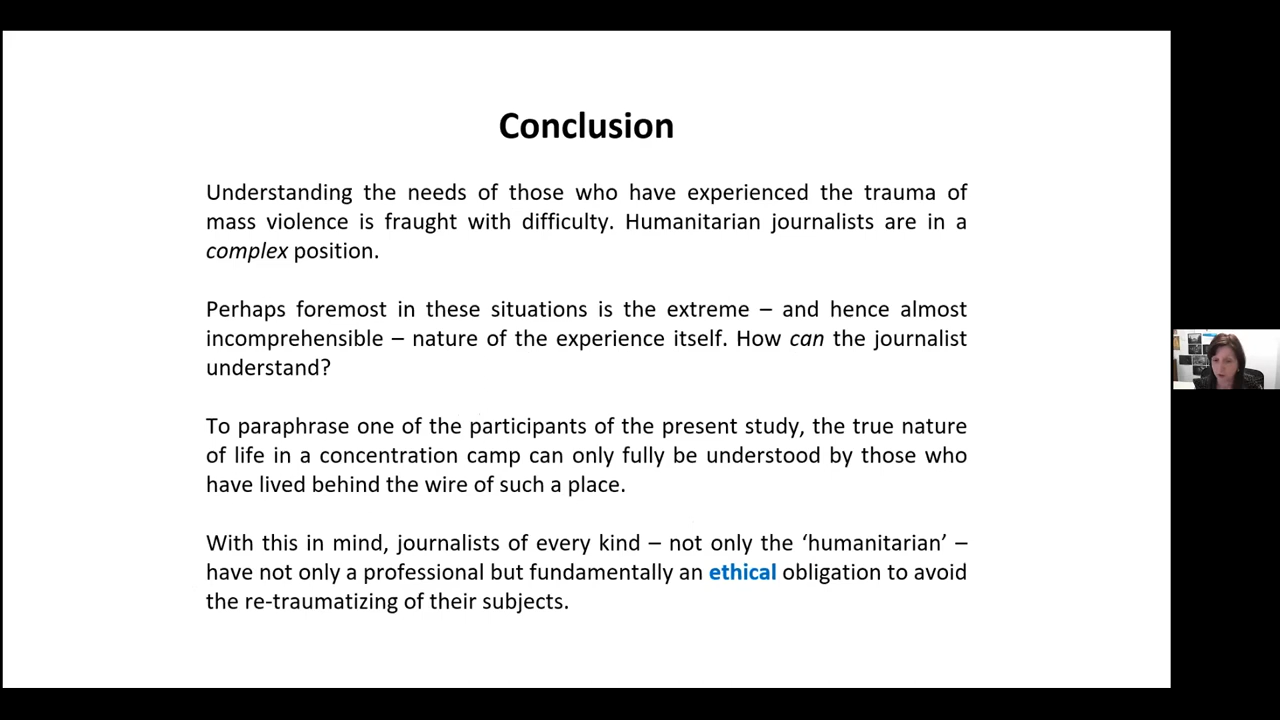 Conclusion
Understanding the needs of those who have experienced the trauma of
mass violence is fraught with difficulty. Humanitarian journalists are in a
complex position.
Perhaps foremost in these situations is the extreme – and hence almost
incomprehensible – nature of the experience itself. How can the journalist
understand?
To paraphrase one of the participants of the present study, the true nature
of life in a concentration camp can only fully be understood by those who
have lived behind the wire of such a place.
With this in mind, journalists of every kind – not only the ‘humanitarian’ –
have not only a professional but fundamentally an ethical obligation to avoid
the re-traumatizing of their subjects.